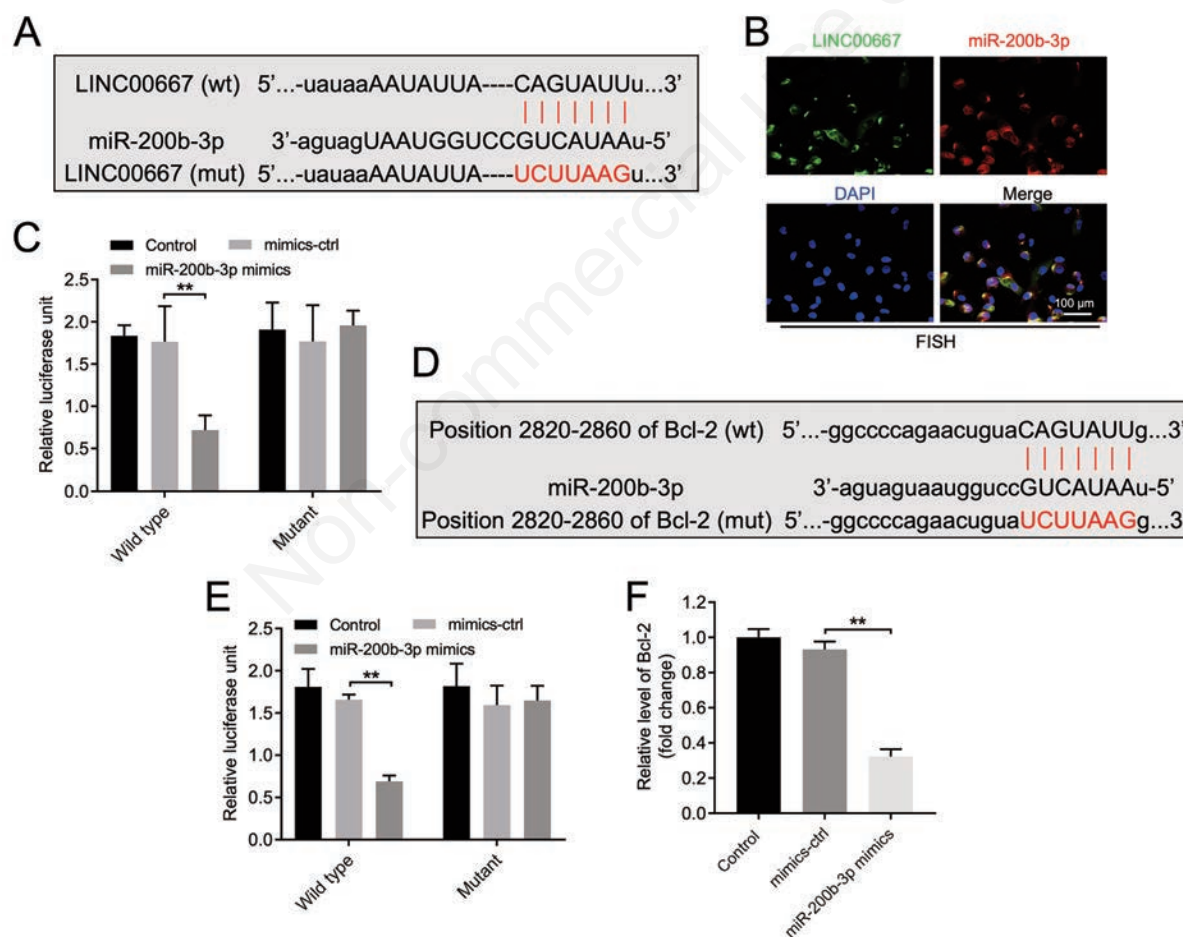 A
LINC00667 (wt) 5'...-uauaaAAUAUUA----CAGUAUUu...3'
miR-200b-3p 3'-aguagUAAUGGUCCGUCAUAAu-5'
LINC00667 (mut) 5'...-uauaaAAUAUUA----UCUUAAGu...3'
B
LINC00667 miR-200b-3p
DAPI Merge
100 μm
FISH
C
Control mimics-ctrl
miR-200b-3p mimics
Relative luciferase unit
2.5
2.0
1.5
1.0
0.5
0.0
**
Wild type
Mutant
D
Position 2820-2860 of Bcl-2 (wt) 5'...-ggccccagaacuguaCAGUAUUg...3'
miR-200b-3p 3'-aguaguaauggu​ccGUCAUAAu-5'
Position 2820-2860 of Bcl-2 (mut) 5'...-ggccccagaacuguaUCUUAAGg...3'
E
Control mimics-ctrl
miR-200b-3p mimics
Relative luciferase unit
2.5
2.0
1.5
1.0
0.5
0.0
**
Wild type
Mutant
F
Relative level of Bcl-2
(fold change)
1.2
1.0
0.8
0.6
0.4
0.2
0.0
**
Control
mimics-ctrl
miR-200b-3p mimics
Non-commercial use